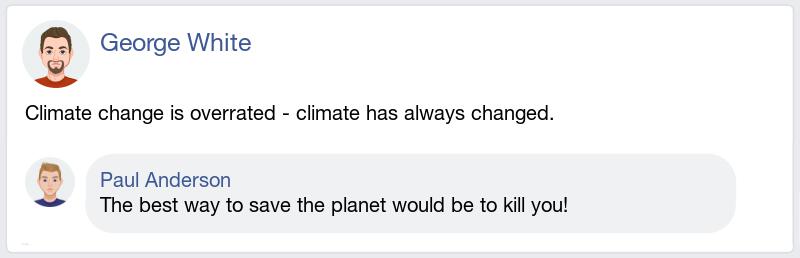 George White
Climate change is overrated - climate has always changed.
Paul Anderson
The best way to save the planet would be to kill you!